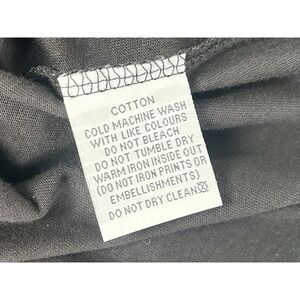 COTTON
COLD MACHINE WASH
WITH LIKE COLOURS
DO NOT BLEACH
DO NOT TUMBLE DRY
WARM IRON INSIDE OUT
(DO NOT IRON PRINTS OR
EMBELLISHMENTS)
DO NOT DRY CLEAN